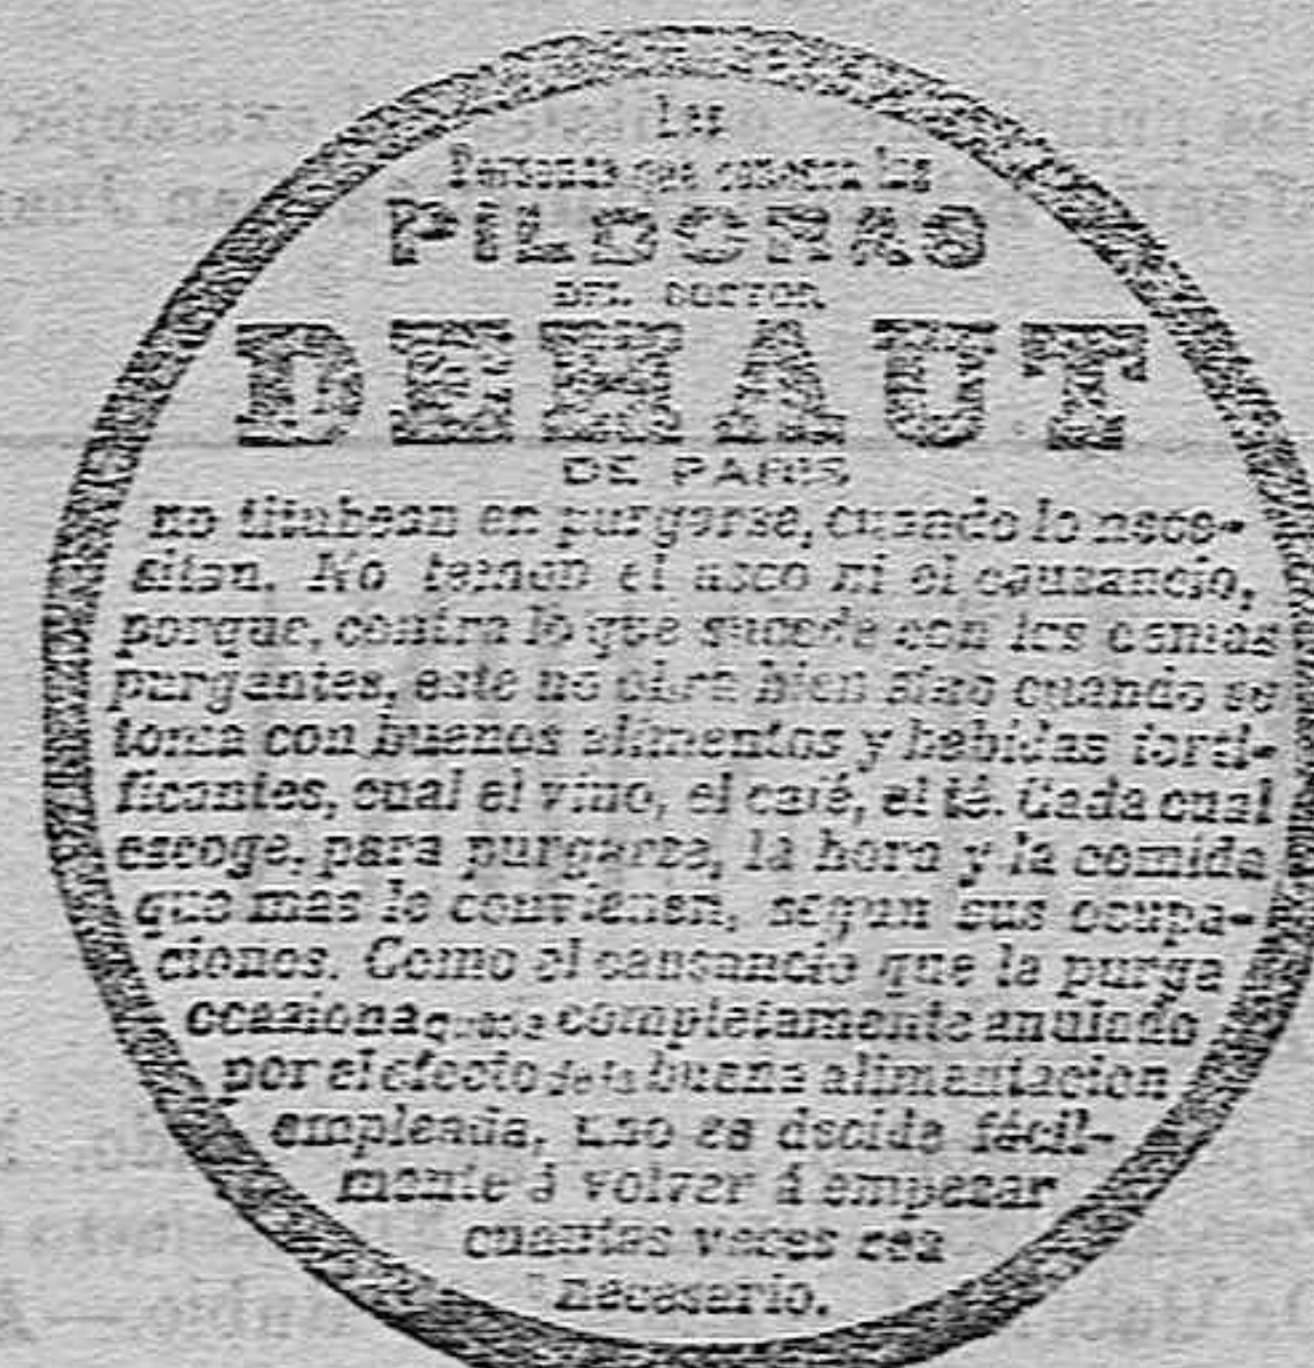 Las
Personas que conocen las
PILDORAS
DEL DOCTOR
DEHAUT
DE PARIS
no titubean en purgarse, cuando lo nece-
sitan. No temen el asco ni el causancio,
porque, contra lo que sucede con los demas
purgantes, este no obra bien sino cuando se
toma con buenos alimentos y bebidas forti-
ficantes, cual el vino, el café, el té. Cada cual
escoge, para purgarse, la hora y la comida
que mas le convienen, segun sus ocupa-
ciones. Como el cansancio que la purga
ocasiona queda completamente anulado
por el efecto de la buena alimentacion
empleada, uno se decide fácil-
mente á volver á empezar
cuantas veces sea
necesario.